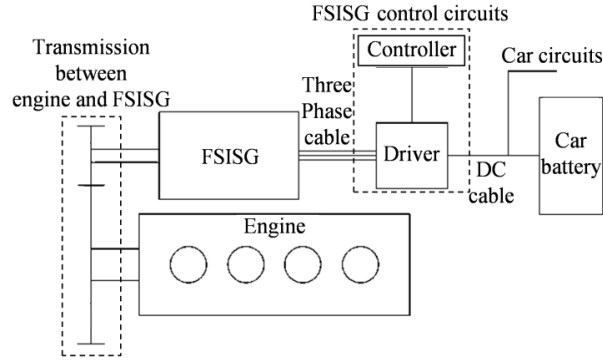 FSISG control circuits
Controller
Car circuits
Transmission
between
engine and FSISG
Three
Phase
cable
FSISG
Driver
DC
cable
Car
battery
Engine